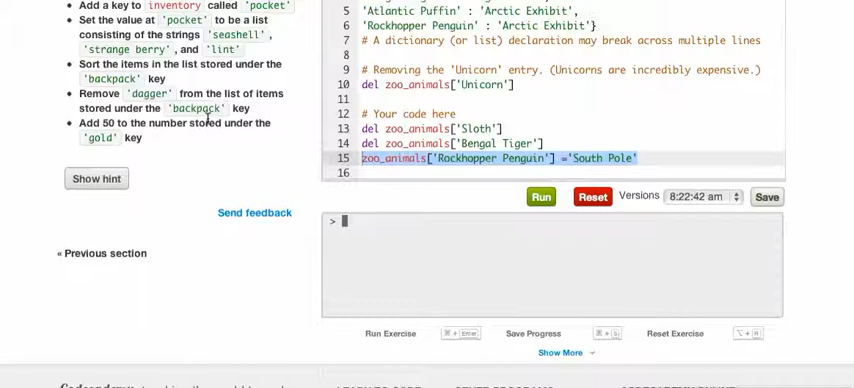 Add a key to inventory called 'pocket'
Set the value at 'pocket' to be a list
consisting of the strings 'seashell' ,
'strange berry' , and 'lint'
Sort the items in the list stored under the
'backpack' key
Remove 'dagger' from the list of items
stored under the 'backpack' key
Add 50 to the number stored under the
'gold' key
Show hint
Send feedback
« Previous section
5 'Atlantic Puffin' : 'Arctic Exhibit',
6 'Rockhopper Penguin' : 'Arctic Exhibit'}
7 # A dictionary (or list) declaration may break across multiple lines
8
9 # Removing the 'Unicorn' entry. (Unicorns are incredibly expensive.)
10 del zoo_animals['Unicorn']
11
12 # Your code here
13 del zoo_animals['Sloth']
14 del zoo_animals['Bengal Tiger']
15 zoo_animals['Rockhopper Penguin'] ='South Pole'
16
Run Reset Versions 8:22:42 am Save
>
Run Exercise ⌘ + Enter Save Progress Reset Exercise
Show More